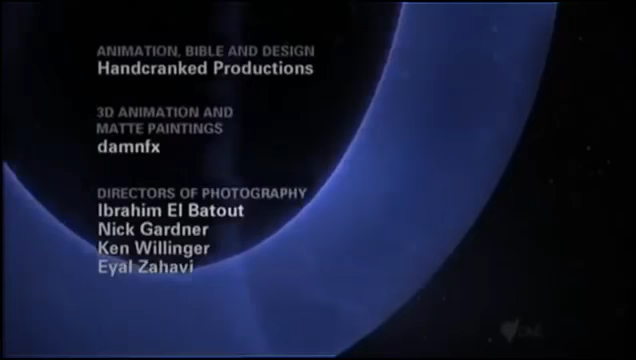 ANIMATION, BIBLE AND DESIGN
Handcranked Productions
3D ANIMATION AND
MATTE PAINTINGS
damnfx
DIRECTORS OF PHOTOGRAPHY
Ibrahim El Batout
Nick Gardner
Ken Willinger
Eyal Zahavi